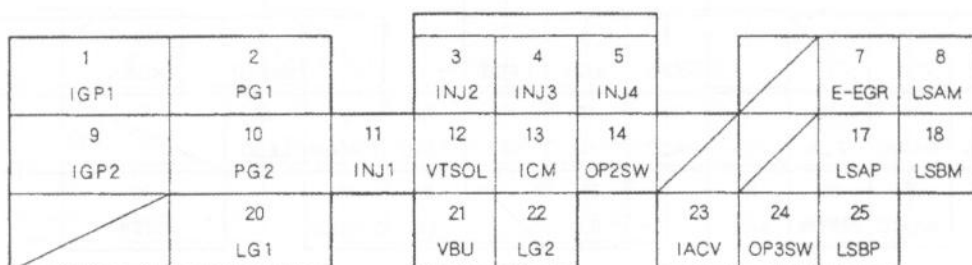 1 2 3 4 5 7 8
IGP1 PG1 INJ2 INJ3 INJ4 E-EGR LSAM
9 10 11 12 13 14 17 18
IGP2 PG2 INJ1 VTSOL ICM OP2SW LSAP LSBM
20 21 22 23 24 25
LG1 VBU LG2 IACV OP3SW LSBP